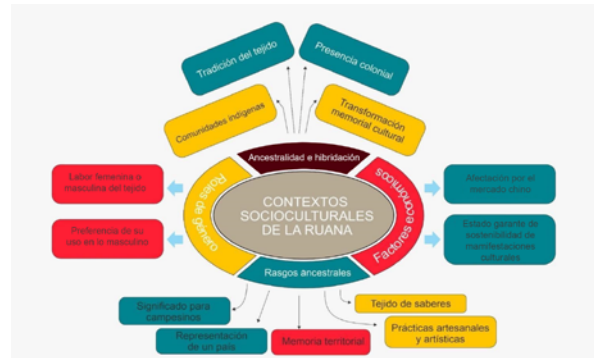 Tradición del tejido
Presencia colonial
Comunidades indígenas
Transformación
memorial cultural
Ancestralidad e hibridación
Labor femenina o
masculina del tejido
Preferencia de su
uso en lo masculino
Roles de género
CONTEXTOS
SOCIOCULTURALES
DE LA RUANA
Factores económicos
Afectación por el
mercado chino
Estado garante de
sostenibilidad de
manifestaciones
culturales
Rasgos ancestrales
Significado para
campesinos
Representación
de un país
Memoria territorial
Tejido de saberes
Prácticas artesanales
y artísticas